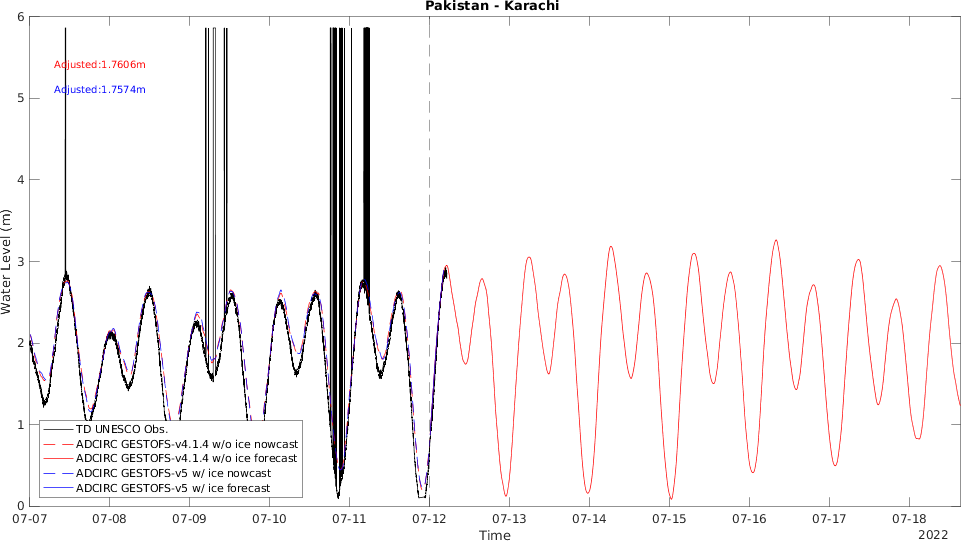 Pakistan - Karachi
6
5
4
3
2
1
0
Water Level (m)
Adjusted:1.7606m
Adjusted:1.7574m
TD UNESCO Obs.
ADCIRC GESTOFS-v4.1.4 w/o ice nowcast
ADCIRC GESTOFS-v4.1.4 w/o ice forecast
ADCIRC GESTOFS-v5 w/ ice nowcast
ADCIRC GESTOFS-v5 w/ ice forecast
07-07 07-08 07-09 07-10 07-11 07-12 07-13 07-14 07-15 07-16 07-17 07-18
Time
2022